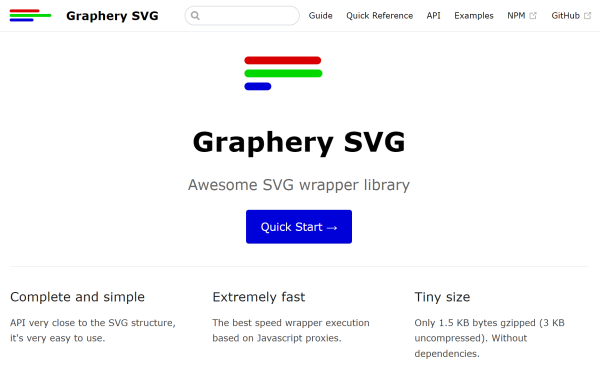 Graphery SVG
Guide Quick Reference API Examples NPM GitHub
Graphery SVG
Awesome SVG wrapper library
Quick Start →
Complete and simple
API very close to the SVG structure,
it's very easy to use.
Extremely fast
The best speed wrapper execution
based on Javascript proxies.
Tiny size
Only 1.5 KB bytes gzipped (3 KB
uncompressed). Without
dependencies.